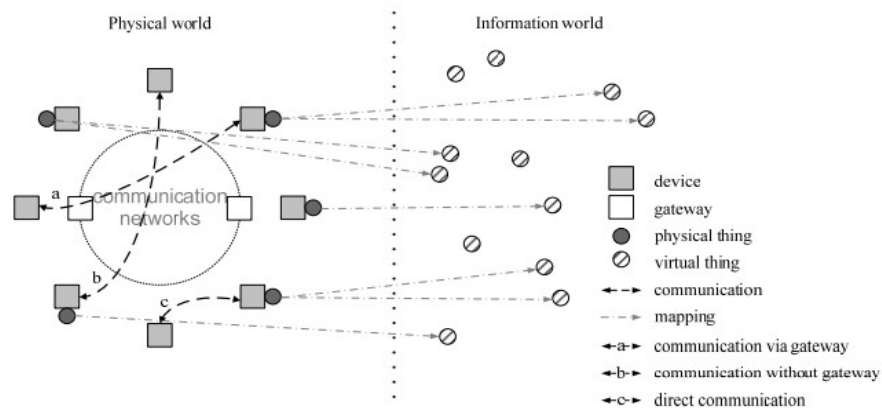 Physical world
Information world
a
communication
networks
b
c
device
gateway
physical thing
virtual thing
communication
mapping
a communication via gateway
b communication without gateway
c direct communication